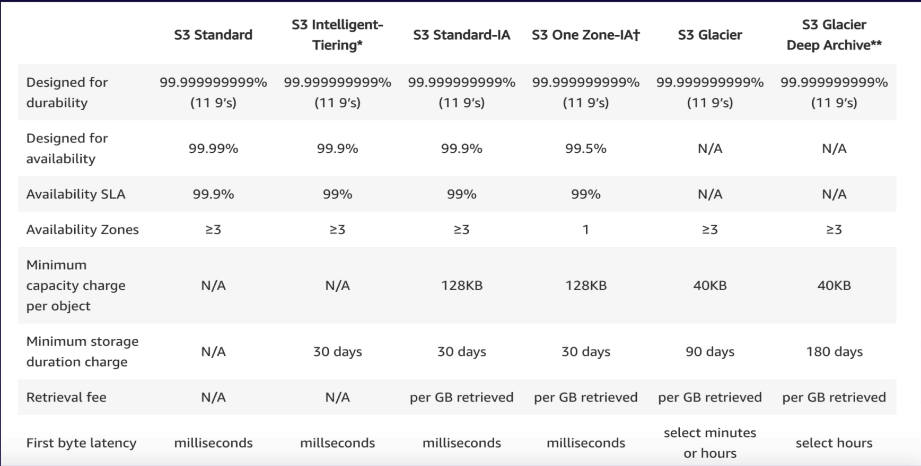 S3 Standard S3 Intelligent-Tiering* S3 Standard-IA S3 One Zone-IA† S3 Glacier S3 Glacier Deep Archive**
Designed for durability 99.999999999% (11 9's) 99.999999999% (11 9's) 99.999999999% (11 9's) 99.999999999% (11 9's) 99.999999999% (11 9's) 99.999999999% (11 9's)
Designed for availability 99.99% 99.9% 99.9% 99.5% N/A N/A
Availability SLA 99.9% 99% 99% 99% N/A N/A
Availability Zones ≥3 ≥3 ≥3 1 ≥3 ≥3
Minimum capacity charge per object N/A N/A 128KB 128KB 40KB 40KB
Minimum storage duration charge N/A 30 days 30 days 30 days 90 days 180 days
Retrieval fee N/A N/A per GB retrieved per GB retrieved per GB retrieved per GB retrieved
First byte latency milliseconds millseconds milliseconds milliseconds select minutes or hours select hours